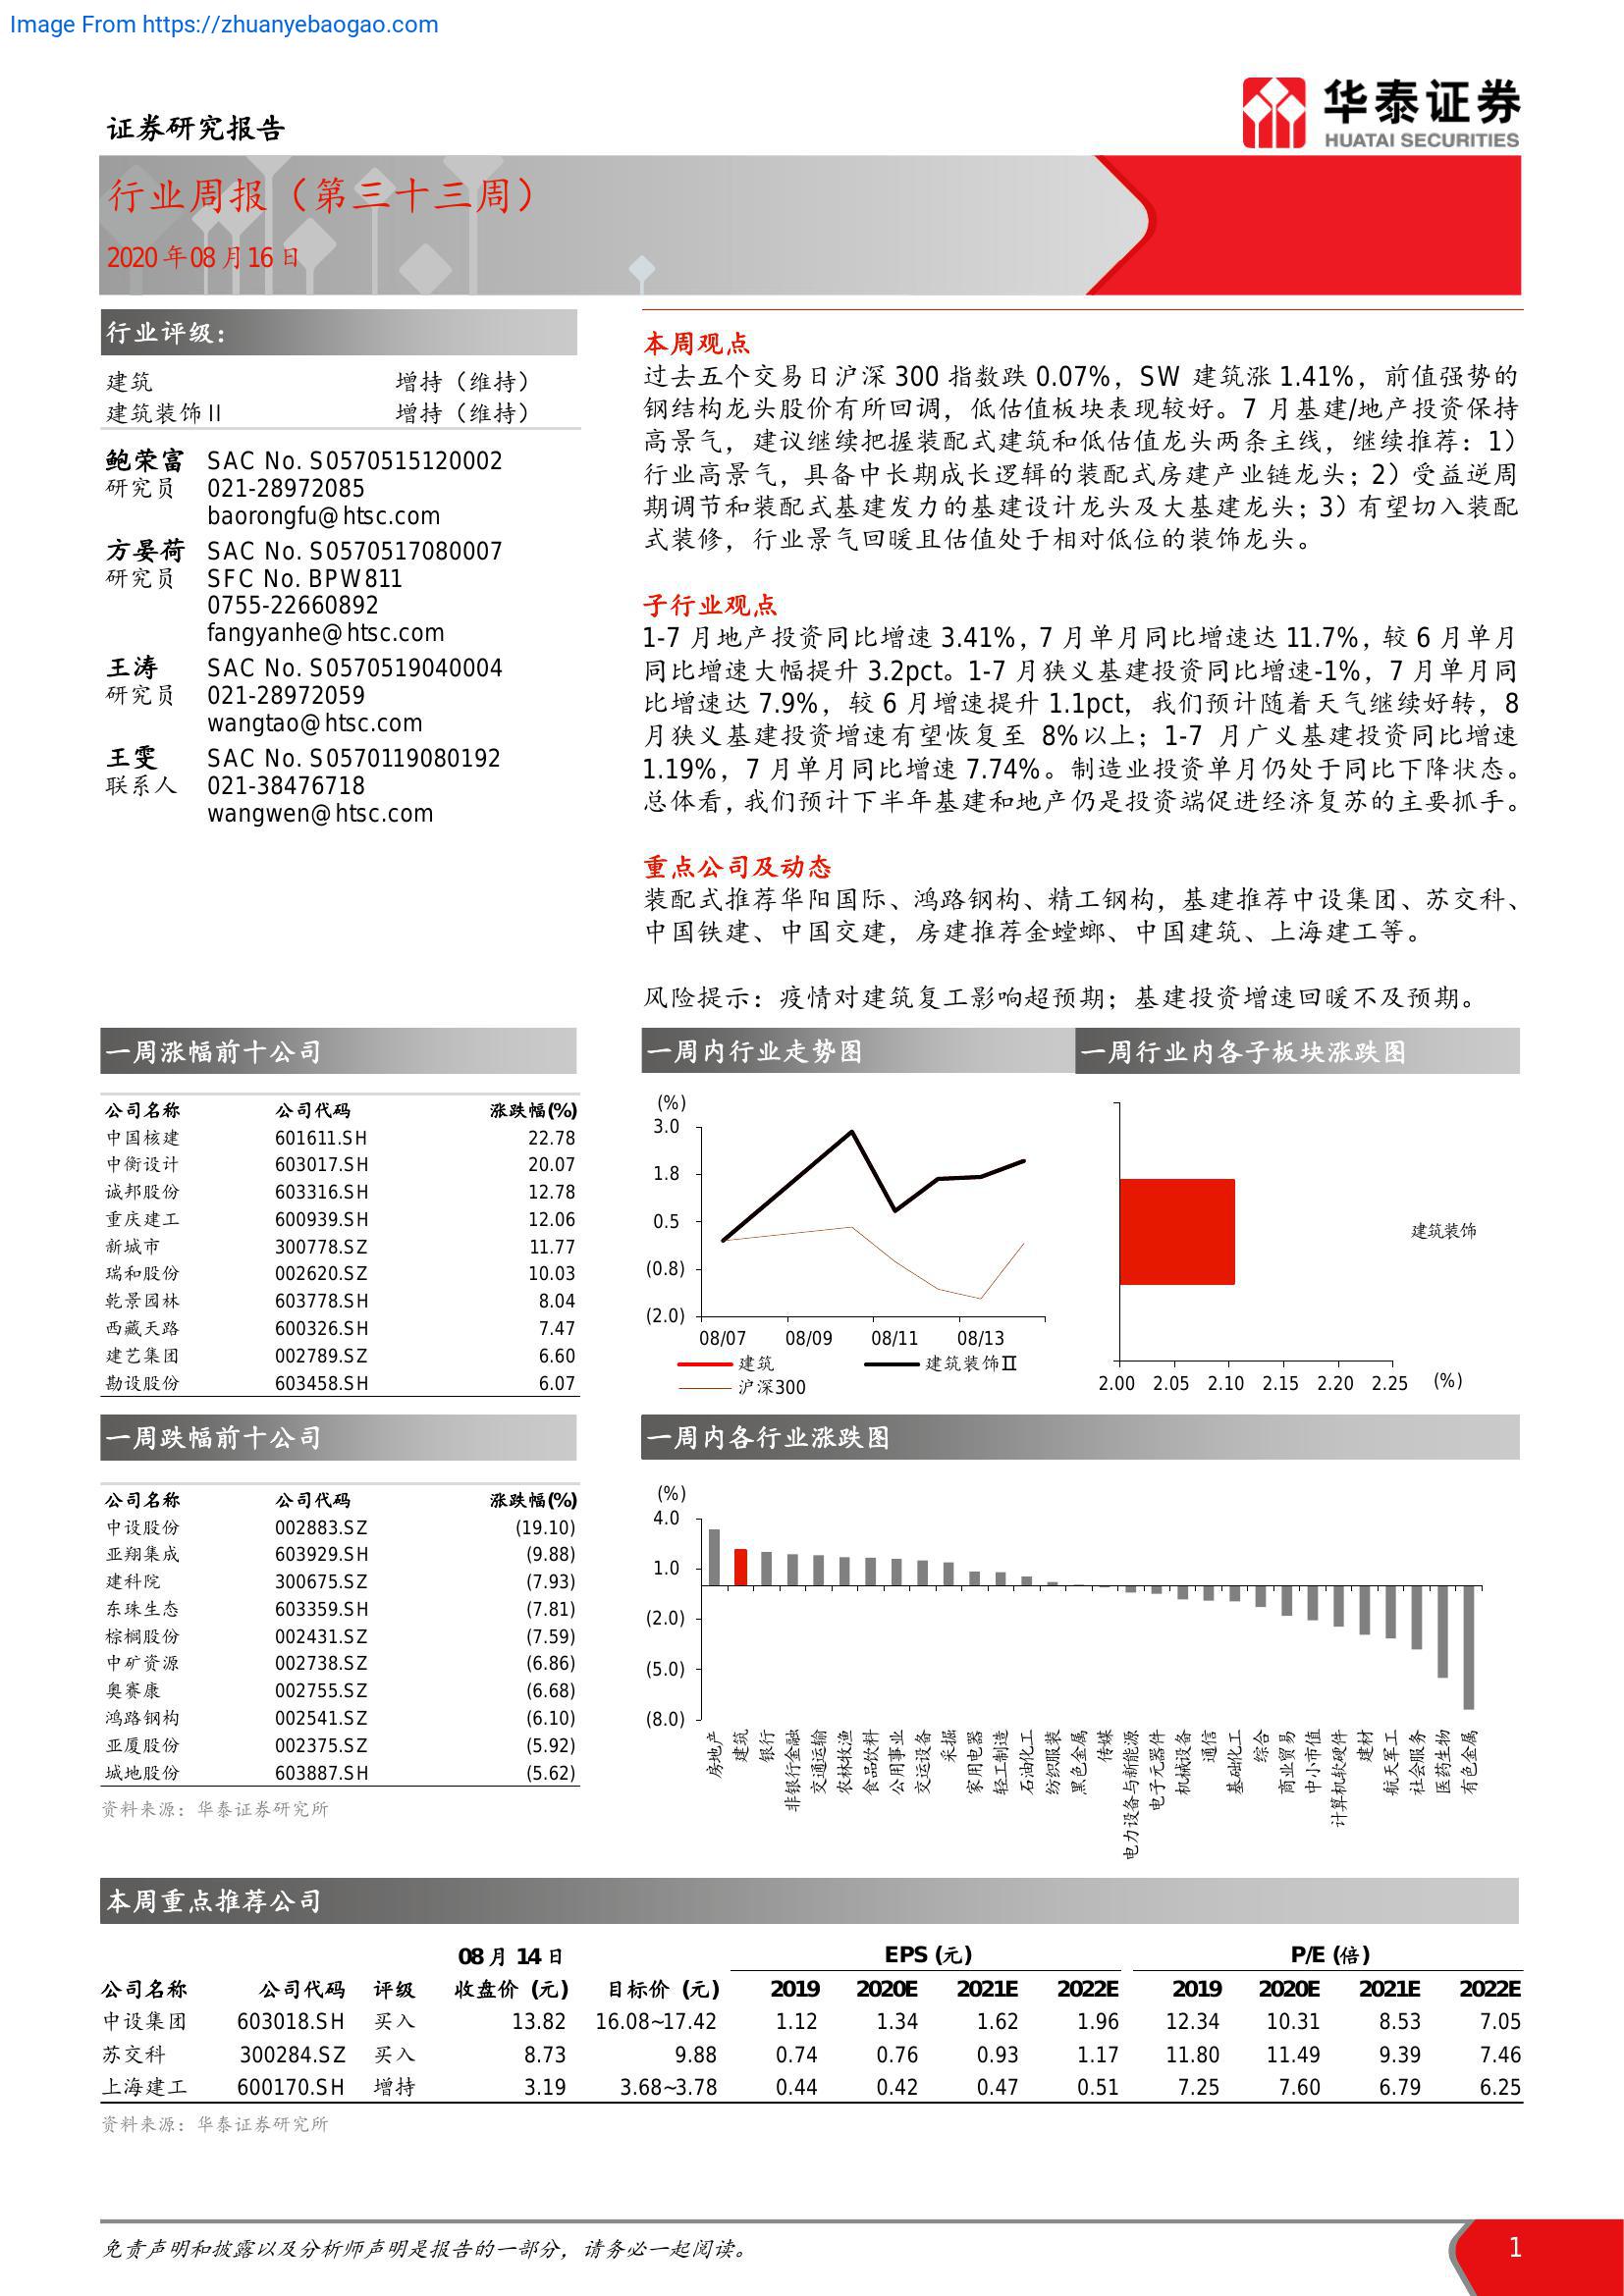 Image From https://zhuanyebaogao.com
证券研究报告
华泰证券
HUATAI SECURITIES
行业周报（第三十三周）
2020年08月16日
行业评级：
建筑 增持（维持）
建筑装饰Ⅱ 增持（维持）
鲍荣富 SAC No. S0570515120002
研究员 021-28972085
baorongfu@htsc.com
方晏荷 SAC No. S0570517080007
研究员 SFC No. BPW811
0755-22660892
fangyanhe@htsc.com
王涛 SAC No. S0570519040004
研究员 021-28972059
wangtao@htsc.com
王雯 SAC No. S0570119080192
联系人 021-38476718
wangwen@htsc.com
本周观点
过去五个交易日沪深 300 指数跌 0.07%，SW 建筑涨 1.41%，前值强势的
钢结构龙头股价有所回调，低估值板块表现较好。7 月基建/地产投资保持
高景气，建议继续把握装配式建筑和低估值龙头两条主线，继续推荐：1）
行业高景气，具备中长期成长逻辑的装配式房建产业链龙头；2）受益逆周
期调节和装配式基建发力的基建设计龙头及大基建龙头；3）有望切入装配
式装修，行业景气回暖且估值处于相对低位的装饰龙头。
子行业观点
1-7 月地产投资同比增速 3.41%，7 月单月同比增速达 11.7%，较 6 月单月
同比增速大幅提升 3.2pct。1-7 月狭义基建投资同比增速-1%，7 月单月同
比增速达 7.9%，较 6 月增速提升 1.1pct，我们预计随着天气继续好转，8
月狭义基建投资增速有望恢复至 8%以上；1-7 月广义基建投资同比增速
1.19%，7 月单月同比增速 7.74%。制造业投资单月仍处于同比下降状态。
总体看，我们预计下半年基建和地产仍是投资端促进经济复苏的主要抓手。
重点公司及动态
装配式推荐华阳国际、鸿路钢构、精工钢构，基建推荐中设集团、苏交科、
中国铁建、中国交建，房建推荐金螳螂、中国建筑、上海建工等。
风险提示：疫情对建筑复工影响超预期；基建投资增速回暖不及预期。
一周涨幅前十公司
公司名称 公司代码 涨跌幅(%)
中国核建 601611.SH 22.78
中衡设计 603017.SH 20.07
诚邦股份 603316.SH 12.78
重庆建工 600939.SH 12.06
新城市 300778.SZ 11.77
瑞和股份 002620.SZ 10.03
乾景园林 603778.SH 8.04
西藏天路 600326.SH 7.47
建艺集团 002789.SZ 6.60
勘设股份 603458.SH 6.07
一周内行业走势图
(%)
3.0
1.8
0.5
(0.8)
(2.0)
08/07 08/09 08/11 08/13
建筑 建筑装饰Ⅱ
沪深300
一周行业内各子板块涨跌图
建筑装饰
2.00 2.05 2.10 2.15 2.20 2.25 (%)
一周跌幅前十公司
公司名称 公司代码 涨跌幅(%)
中设股份 002883.SZ (19.10)
亚翔集成 603929.SH (9.88)
建科院 300675.SZ (7.93)
东珠生态 603359.SH (7.81)
棕榈股份 002431.SZ (7.59)
中矿资源 002738.SZ (6.86)
奥赛康 002755.SZ (6.68)
鸿路钢构 002541.SZ (6.10)
亚厦股份 002375.SZ (5.92)
城地股份 603887.SH (5.62)
资料来源：华泰证券研究所
一周内各行业涨跌图
(%)
4.0
1.0
(2.0)
(5.0)
(8.0)
房地产
建筑
银行
非银行金融
交通运输
农林牧渔
食品饮料
公用事业
交运设备
采掘
家用电器
轻工制造
石油化工
纺织服装
黑色金属
传媒
电力设备与新能源
电子元器件
机械设备
通信
基础化工
综合
商业贸易
中小市值
计算机软硬件
建材
航天军工
社会服务
医药生物
有色金属
本周重点推荐公司
08月 14日 EPS (元) P/E (倍)
公司名称 公司代码 评级 收盘价 (元) 目标价 (元) 2019 2020E 2021E 2022E 2019 2020E 2021E 2022E
中设集团 603018.SH 买入 13.82 16.08~17.42 1.12 1.34 1.62 1.96 12.34 10.31 8.53 7.05
苏交科 300284.SZ 买入 8.73 9.88 0.74 0.76 0.93 1.17 11.80 11.49 9.39 7.46
上海建工 600170.SH 增持 3.19 3.68~3.78 0.44 0.42 0.47 0.51 7.25 7.60 6.79 6.25
资料来源：华泰证券研究所
免责声明和披露以及分析师声明是报告的一部分，请务必一起阅读。
1